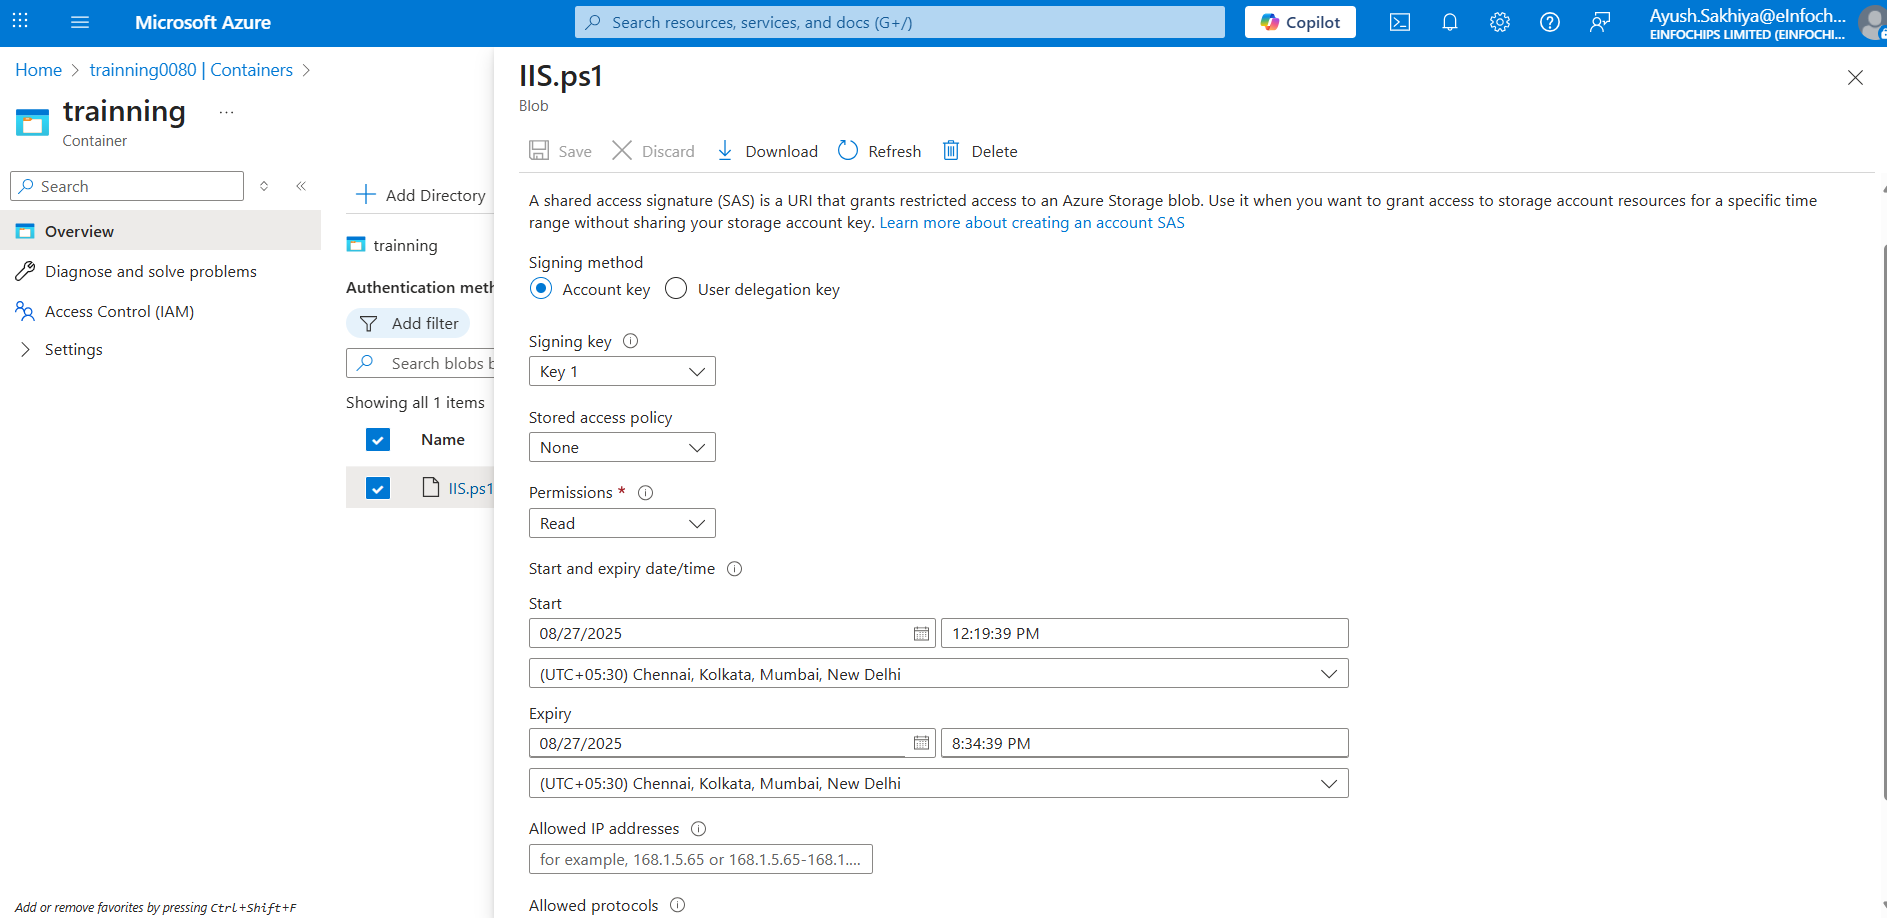 Microsoft Azure
Search resources, services, and docs (G+/)
Copilot
Ayush.Sakhiya@eInfoch...
EINFOCHIPS LIMITED (EINFOCHI...
Home > trainning0080 | Containers >
trainning
...
Container
Search
Overview
Diagnose and solve problems
Access Control (IAM)
Settings
Add or remove favorites by pressing Ctrl+Shift+F
Add Directory
trainning
Authentication meth
Add filter
Search blobs b
Showing all 1 items
Name
IIS.ps1
IIS.ps1
Blob
Save
Discard
Download
Refresh
Delete
A shared access signature (SAS) is a URI that grants restricted access to an Azure Storage blob. Use it when you want to grant access to storage account resources for a specific time
range without sharing your storage account key. Learn more about creating an account SAS
Signing method
Account key
User delegation key
Signing key
Key 1
Stored access policy
None
Permissions *
Read
Start and expiry date/time
Start
08/27/2025
12:19:39 PM
(UTC+05:30) Chennai, Kolkata, Mumbai, New Delhi
Expiry
08/27/2025
8:34:39 PM
(UTC+05:30) Chennai, Kolkata, Mumbai, New Delhi
Allowed IP addresses
for example, 168.1.5.65 or 168.1.5.65-168.1....
Allowed protocols